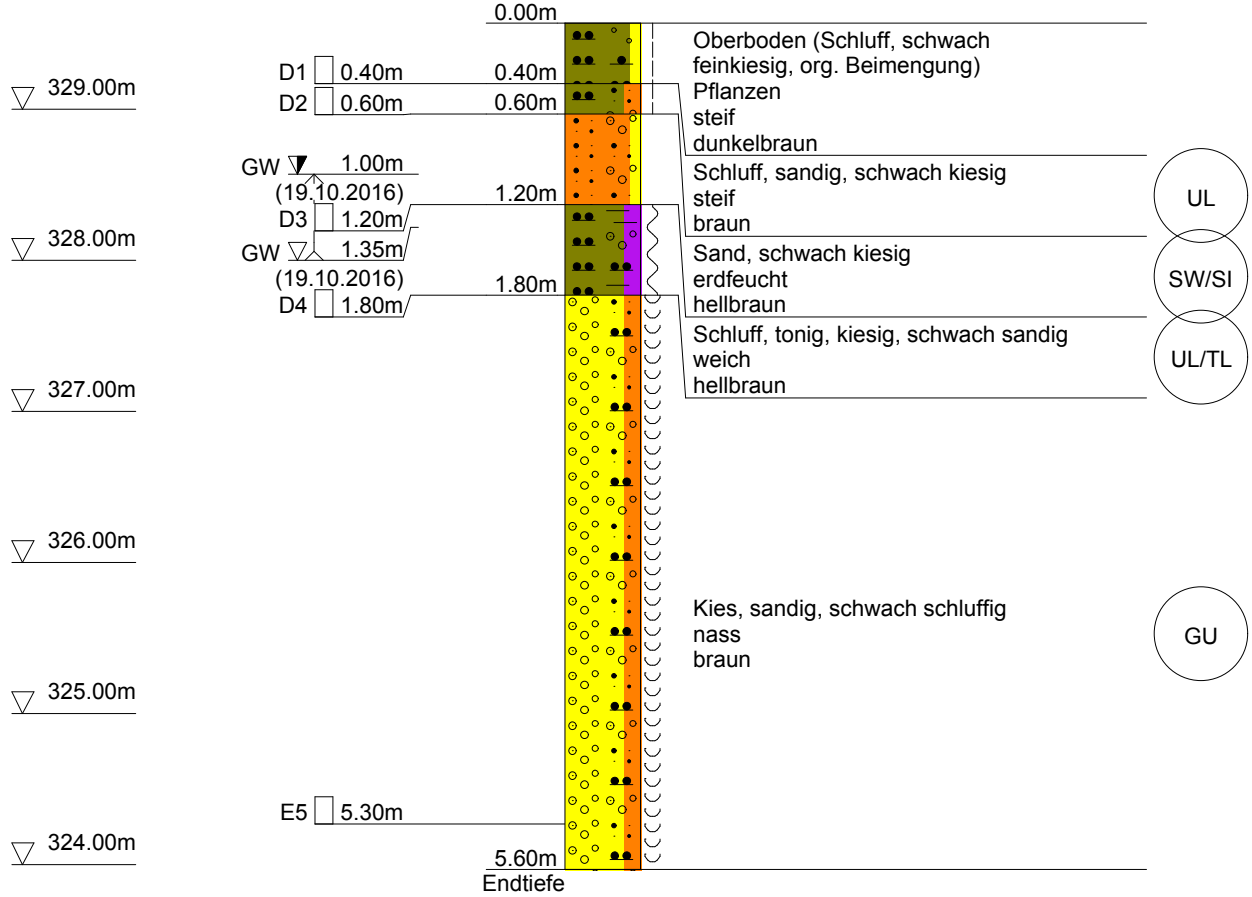 0.00m
Oberboden (Schluff, schwach
feinkiesig, org. Beimengung)
Pflanzen
steif
dunkelbraun
329.00m
D1 0.40m
0.40m
D2 0.60m
0.60m
GW 1.00m
(19.10.2016)
Schluff, sandig, schwach kiesig
steif
braun
UL
D3 1.20m
1.20m
328.00m
GW 1.35m
(19.10.2016)
Sand, schwach kiesig
erdfeucht
hellbraun
SW/SI
D4 1.80m
1.80m
Schluff, tonig, kiesig, schwach sandig
weich
hellbraun
UL/TL
327.00m
326.00m
Kies, sandig, schwach schluffig
nass
braun
GU
325.00m
E5 5.30m
324.00m
5.60m
Endtiefe